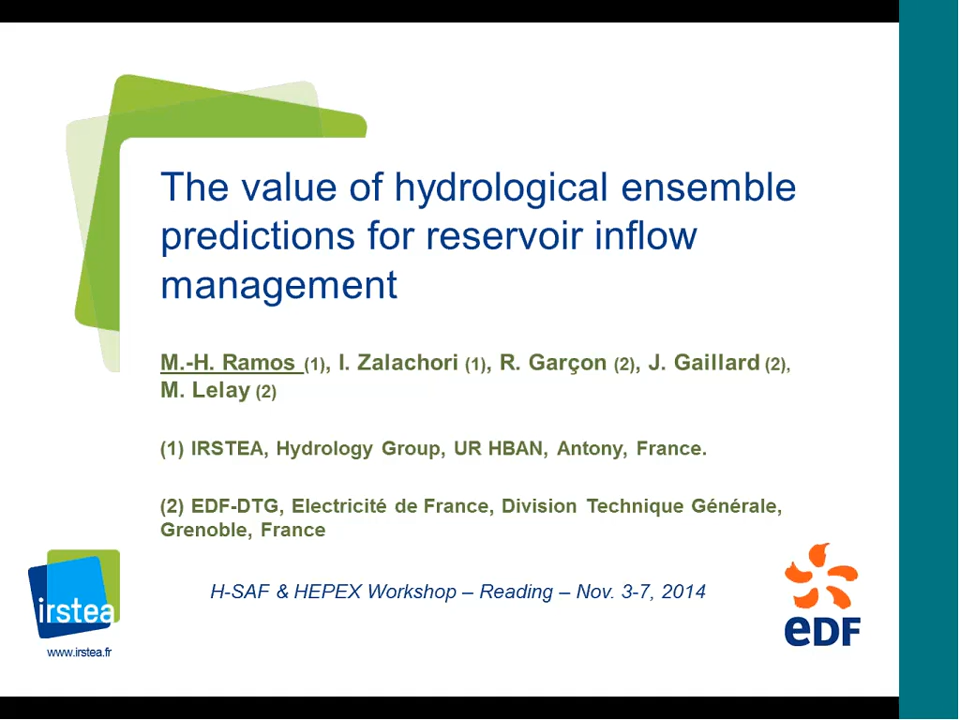 The value of hydrological ensemble
predictions for reservoir inflow
management
M.-H. Ramos (1), I. Zalachori (1), R. Garçon (2), J. Gaillard (2),
M. Lelay (2)
(1) IRSTEA, Hydrology Group, UR HBAN, Antony, France.
(2) EDF-DTG, Electricité de France, Division Technique Générale,
Grenoble, France
H-SAF & HEPEX Workshop – Reading – Nov. 3-7, 2014
irstea
www.irstea.fr
eDF